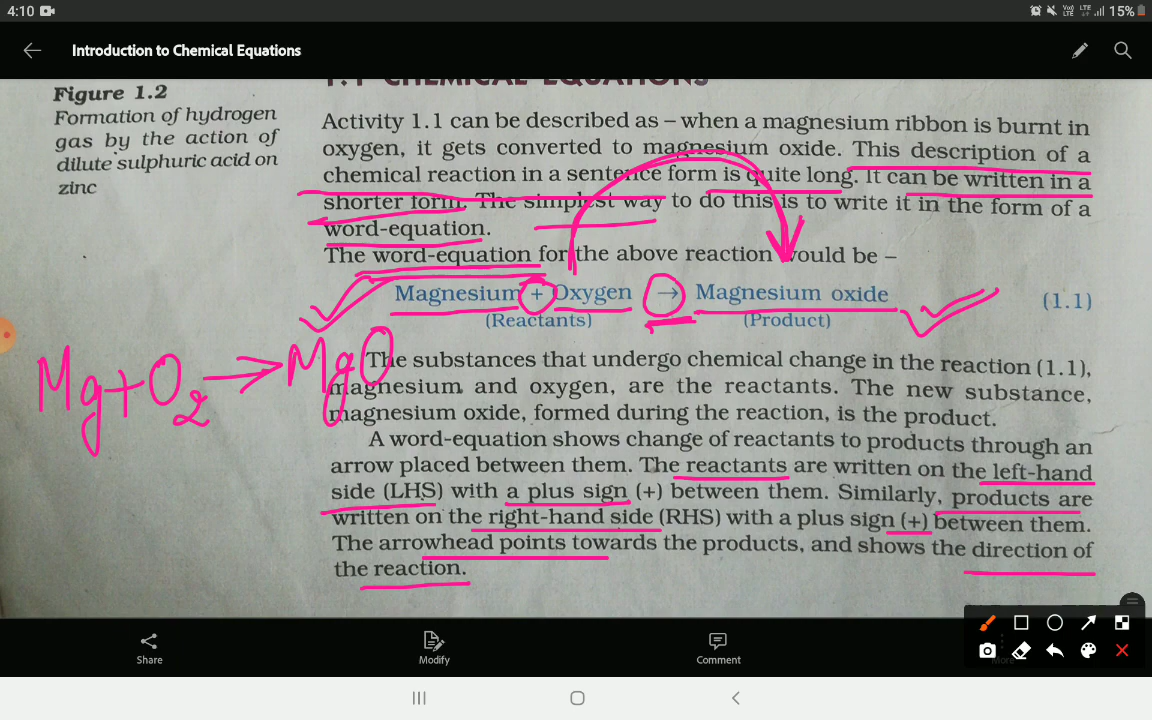 4:10
Vo) LTE LTE 15%
Introduction to Chemical Equations
1.1 CHEMICAL EQUATIONS
Figure 1.2
Formation of hydrogen
gas by the action of
dilute sulphuric acid on
zinc
Activity 1.1 can be described as – when a magnesium ribbon is burnt in
oxygen, it gets converted to magnesium oxide. This description of a
chemical reaction in a sentence form is quite long. It can be written in a
shorter form. The simplest way to do this is to write it in the form of a
word-equation.
The word-equation for the above reaction would be –
Magnesium + Oxygen → Magnesium oxide (1.1)
(Reactants) (Product)
Mg+O2 → MgO
The substances that undergo chemical change in the reaction (1.1),
magnesium and oxygen, are the reactants. The new substance,
magnesium oxide, formed during the reaction, is the product.
A word-equation shows change of reactants to products through an
arrow placed between them. The reactants are written on the left-hand
side (LHS) with a plus sign (+) between them. Similarly, products are
written on the right-hand side (RHS) with a plus sign (+) between them.
The arrowhead points towards the products, and shows the direction of
the reaction.
Share Modify Comment More